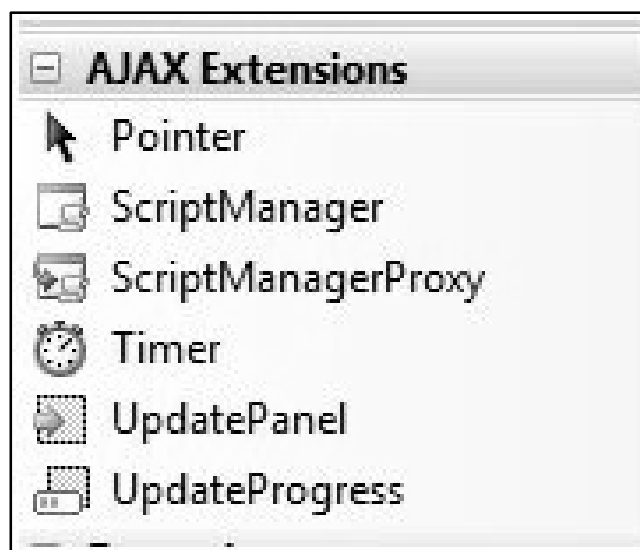 AJAX Extensions
Pointer
ScriptManager
ScriptManagerProxy
Timer
UpdatePanel
UpdateProgress